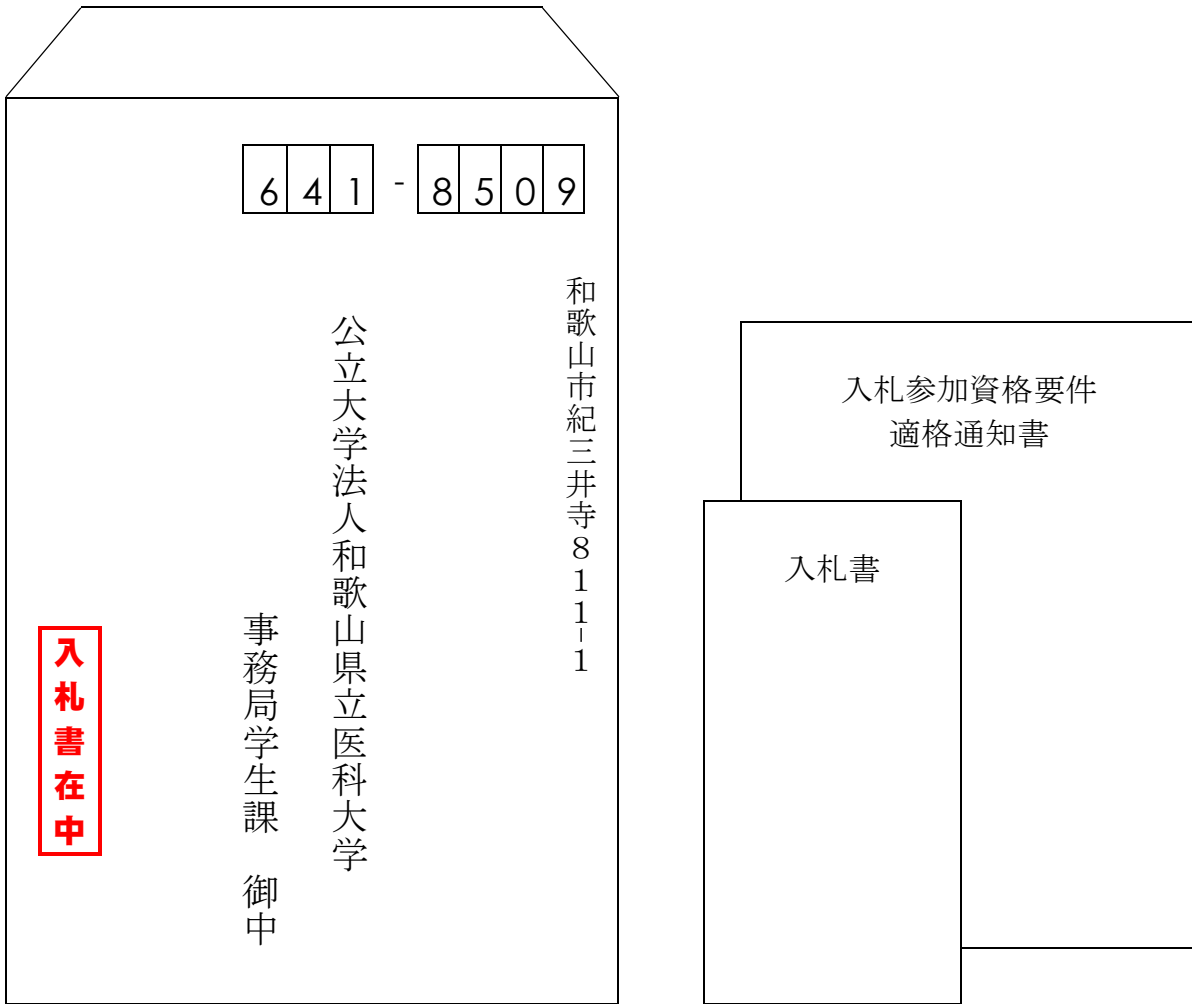 641-8509
和歌山市紀三井寺８１１-１
公立大学法人和歌山県立医科大学
事務局学生課　御中
入札書在中
入札参加資格要件
適格通知書
入札書